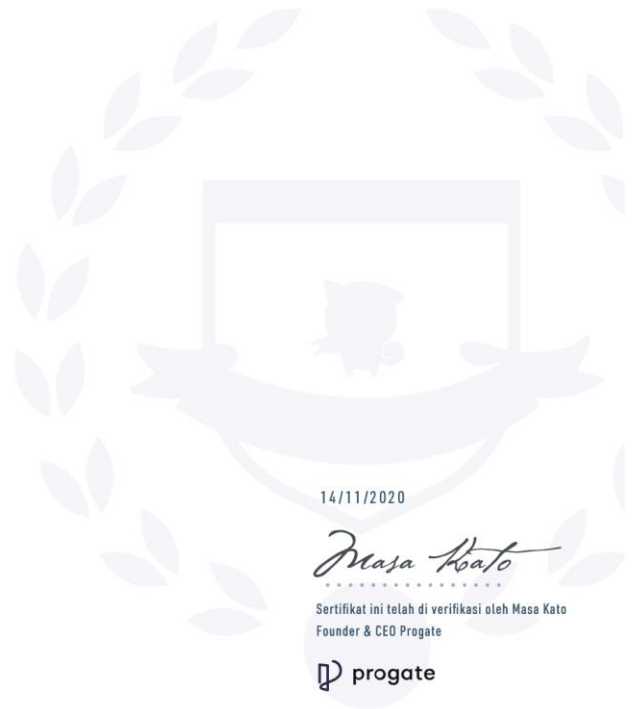 14/11/2020
Masa Kato
Sertifikat ini telah di verifikasi oleh Masa Kato
Founder & CEO Progate
progate